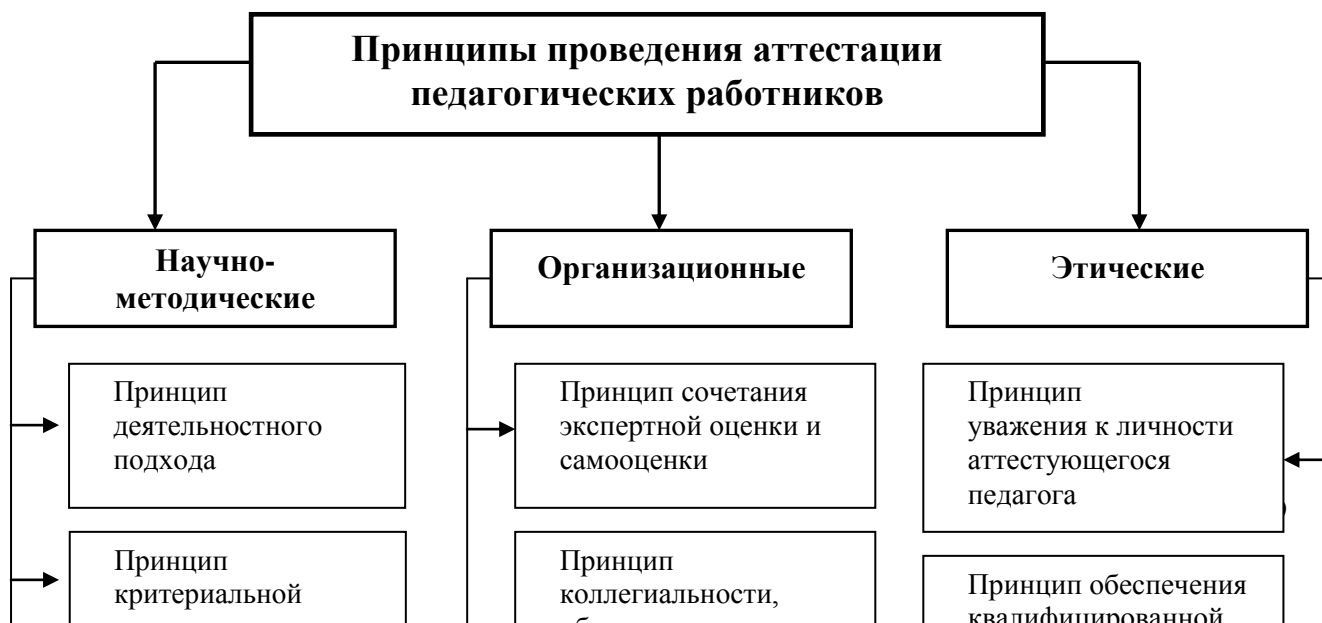 Принципы проведения аттестации
педагогических работников
Научно-
методические
Организационные
Этические
Принцип
деятельностного
подхода
Принцип сочетания
экспертной оценки и
самооценки
Принцип
уважения к личности
аттестующегося
педагога
)
Принцип
критериальной
Принцип
коллегиальности,
Принцип обеспечения
квалифицированной